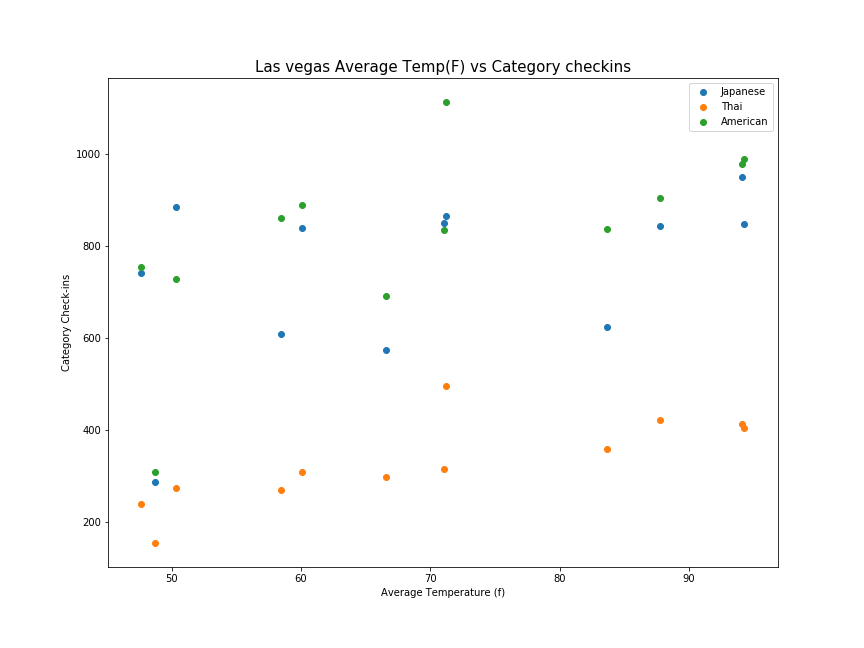 Las vegas Average Temp(F) vs Category checkins
Japanese
Thai
American
1000
800
600
400
200
Category Check-ins
50 60 70 80 90
Average Temperature (f)